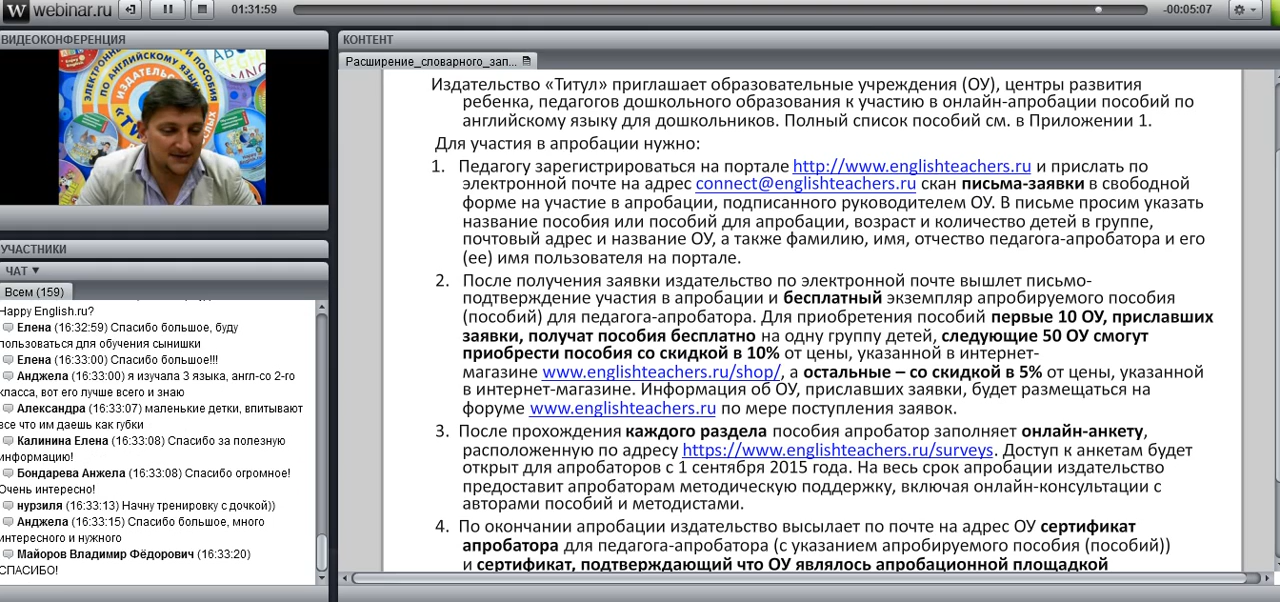 W webinar.ru 01:31:59 -00:05:07
ВИДЕОКОНФЕРЕНЦИЯ
ЭЛЕКТРОННЫЕ
ПОСОБИЯ
ПО АНГЛИЙСКОМУ ЯЗЫКУ
ИЗДАТЕЛЬСТВО
УЧАСТНИКИ
ЧАТ ▼
Всем (159)
Happy English.ru?
Елена (16:32:59) Спасибо большое, буду
пользоваться для обучения сынишки
Елена (16:33:00) Спасибо большое!!!
Анджела (16:33:00) я изучала 3 языка, англ-со 2-го
класса, вот его лучше всего и знаю
Александра (16:33:07) маленькие детки, впитывают
все что им даешь как губки
Калинина Елена (16:33:08) Спасибо за полезную
информацию!
Бондарева Анжела (16:33:08) Спасибо огромное!
Очень интересно!
нурзиля (16:33:13) Начну тренировку с дочкой))
Анджела (16:33:15) Спасибо большое, много
интересного и нужного
Майоров Владимир Фёдорович (16:33:20)
СПАСИБО!
КОНТЕНТ
Расширение_словарного_зап...
Издательство «Титул» приглашает образовательные учреждения (ОУ), центры развития
ребенка, педагогов дошкольного образования к участию в онлайн-апробации пособий по
английскому языку для дошкольников. Полный список пособий см. в Приложении 1.
Для участия в апробации нужно:
1. Педагогу зарегистрироваться на портале http://www.englishteachers.ru и прислать по
электронной почте на адрес connect@englishteachers.ru скан письма-заявки в свободной
форме на участие в апробации, подписанного руководителем ОУ. В письме просим указать
название пособия или пособий для апробации, возраст и количество детей в группе,
почтовый адрес и название ОУ, а также фамилию, имя, отчество педагога-апробатора и его
(ее) имя пользователя на портале.
2. После получения заявки издательство по электронной почте вышлет письмо-
подтверждение участия в апробации и бесплатный экземпляр апробируемого пособия
(пособий) для педагога-апробатора. Для приобретения пособий первые 10 ОУ, приславших
заявки, получат пособия бесплатно на одну группу детей, следующие 50 ОУ смогут
приобрести пособия со скидкой в 10% от цены, указанной в интернет-
магазине www.englishteachers.ru/shop/, а остальные – со скидкой в 5% от цены, указанной
в интернет-магазине. Информация об ОУ, приславших заявки, будет размещаться на
форуме www.englishteachers.ru по мере поступления заявок.
3. После прохождения каждого раздела пособия апробатор заполняет онлайн-анкету,
расположенную по адресу https://www.englishteachers.ru/surveys. Доступ к анкетам будет
открыт для апробаторов с 1 сентября 2015 года. На весь срок апробации издательство
предоставит апробаторам методическую поддержку, включая онлайн-консультации с
авторами пособий и методистами.
4. По окончании апробации издательство высылает по почте на адрес ОУ сертификат
апробатора для педагога-апробатора (с указанием апробируемого пособия (пособий))
и сертификат, подтверждающий что ОУ являлось апробационной площадкой